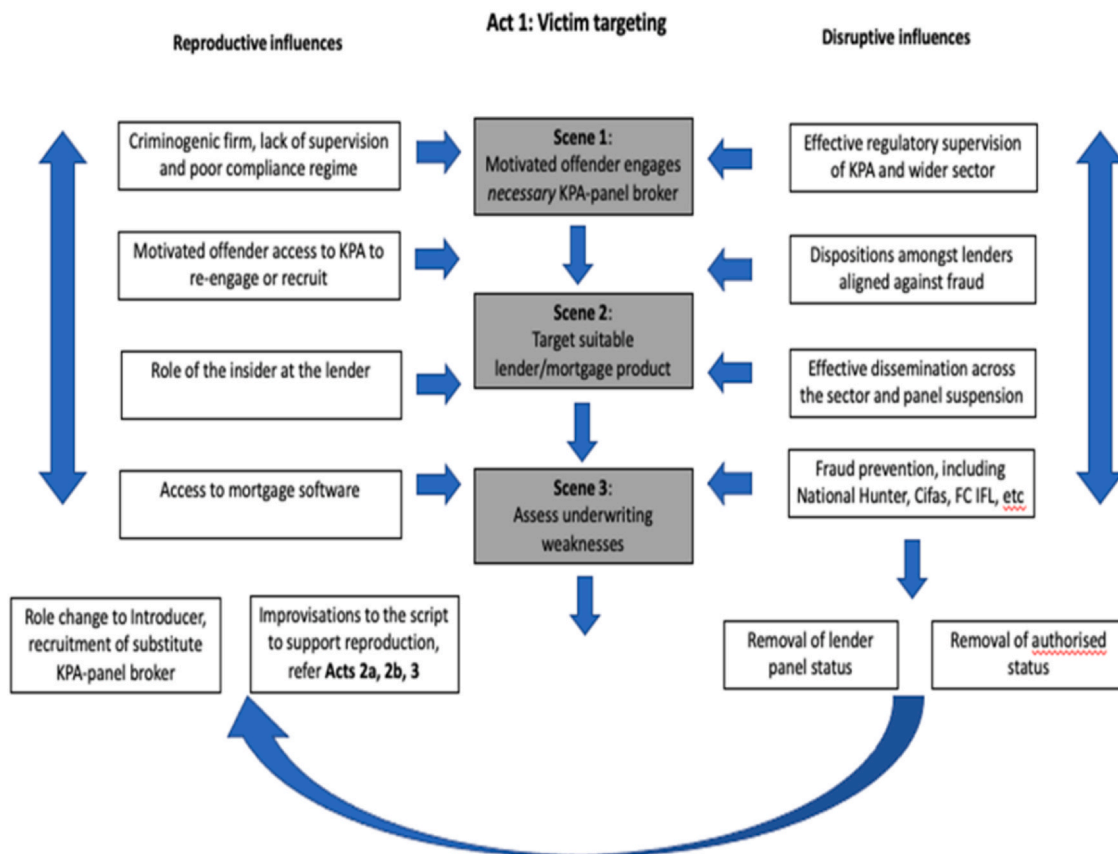 Act 1: Victim targeting
Reproductive influences
Disruptive influences
Criminogenic firm, lack of supervision
and poor compliance regime
Scene 1:
Motivated offender engages
necessary KPA-panel broker
Effective regulatory supervision
of KPA and wider sector
Motivated offender access to KPA to
re-engage or recruit
Dispositions amongst lenders
aligned against fraud
Scene 2:
Target suitable
lender/mortgage product
Role of the insider at the lender
Effective dissemination across
the sector and panel suspension
Access to mortgage software
Scene 3:
Assess underwriting
weaknesses
Fraud prevention, including
National Hunter, Cifas, FC IFL, etc
Role change to Introducer,
recruitment of substitute
KPA-panel broker
Improvisations to the script
to support reproduction,
refer Acts 2a, 2b, 3
Removal of lender
panel status
Removal of authorised
status